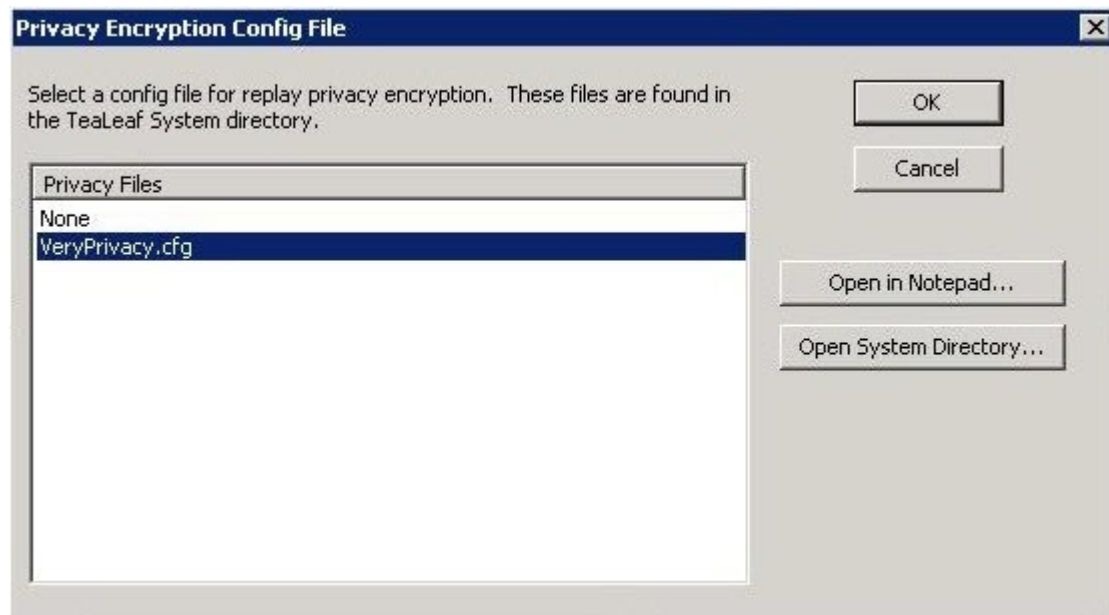 Privacy Encryption Config File
Select a config file for replay privacy encryption. These files are found in
the TeaLeaf System directory.
OK
Cancel
Privacy Files
None
VeryPrivacy.cfg
Open in Notepad...
Open System Directory...